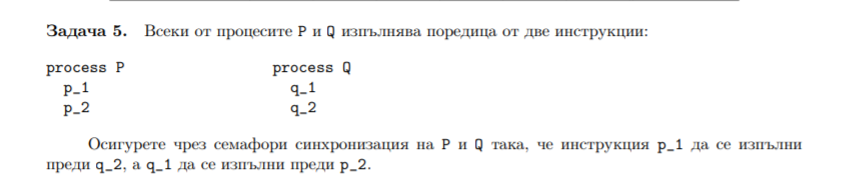 Задача 5. Всеки от процесите P и Q изпълнява поредица от две инструкции:
process P process Q
p_1 q_1
p_2 q_2
Осигурете чрез семафори синхронизация на P и Q така, че инструкция p_1 да се изпълни
преди q_2, а q_1 да се изпълни преди p_2.